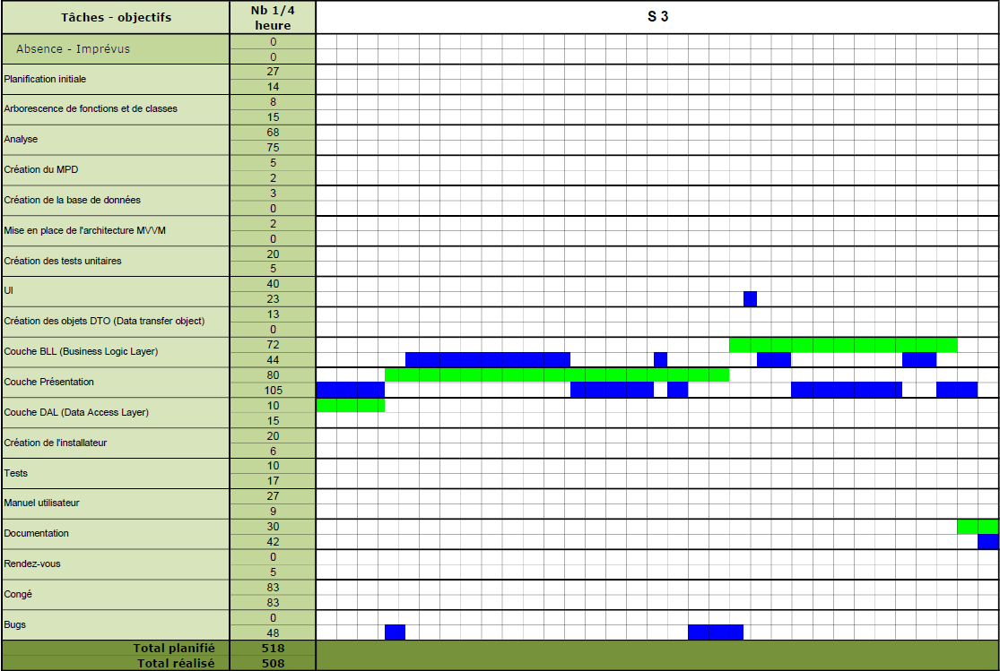 Tâches - objectifs
Nb 1/4
heure
S 3
Absence - Imprévus
0
0
Planification initiale
27
14
Arborescence de fonctions et de classes
8
15
Analyse
68
75
Création du MPD
5
2
Création de la base de données
3
0
Mise en place de l'architecture MVVM
2
0
Création des tests unitaires
20
5
UI
40
23
Création des objets DTO (Data transfer object)
13
0
Couche BLL (Business Logic Layer)
72
44
Couche Présentation
80
105
Couche DAL (Data Access Layer)
10
15
Création de l'installateur
20
6
Tests
10
17
Manuel utilisateur
27
9
Documentation
30
42
Rendez-vous
0
5
Congé
83
83
Bugs
0
48
Total planifié 518
Total réalisé 508